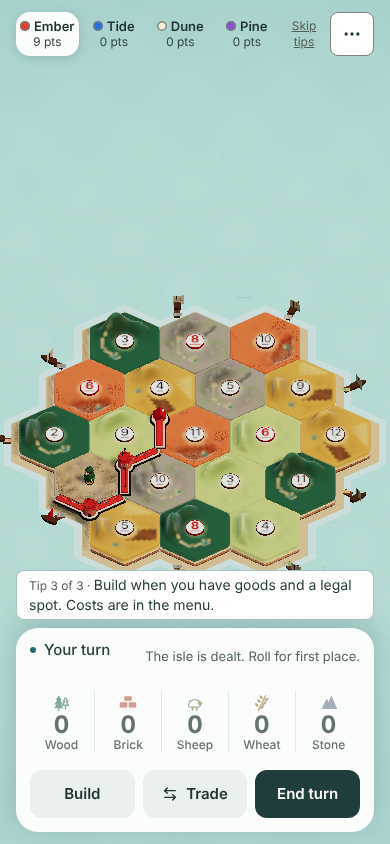 Ember Tide Dune Pine Skip
9 pts 0 pts 0 pts 0 pts tips
3 8 10
6 4 5 9
2 9 11 6 12
10 3 11
5 8 4
Tip 3 of 3 · Build when you have goods and a legal
spot. Costs are in the menu.
Your turn
The isle is dealt. Roll for first place.
0 0 0 0 0
Wood Brick Sheep Wheat Stone
Build Trade End turn